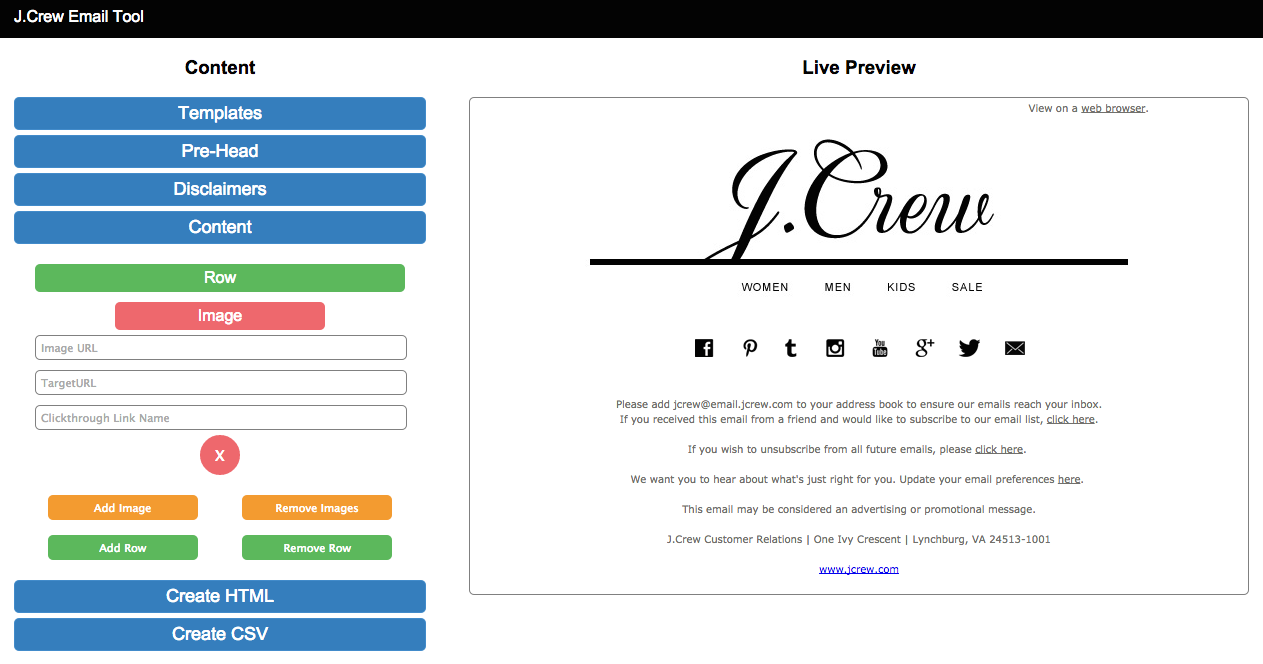 J.Crew Email Tool
Content
Templates
Pre-Head
Disclaimers
Content
Row
Image
Image URL
TargetURL
Clickthrough Link Name
X
Add Image
Remove Images
Add Row
Remove Row
Create HTML
Create CSV
Live Preview
View on a web browser.
J.Crew
WOMEN MEN KIDS SALE
f p t You Tube g+
Please add jcrew@email.jcrew.com to your address book to ensure our emails reach your inbox.
If you received this email from a friend and would like to subscribe to our email list, click here.
If you wish to unsubscribe from all future emails, please click here.
We want you to hear about what's just right for you. Update your email preferences here.
This email may be considered an advertising or promotional message.
J.Crew Customer Relations | One Ivy Crescent | Lynchburg, VA 24513-1001
www.jcrew.com